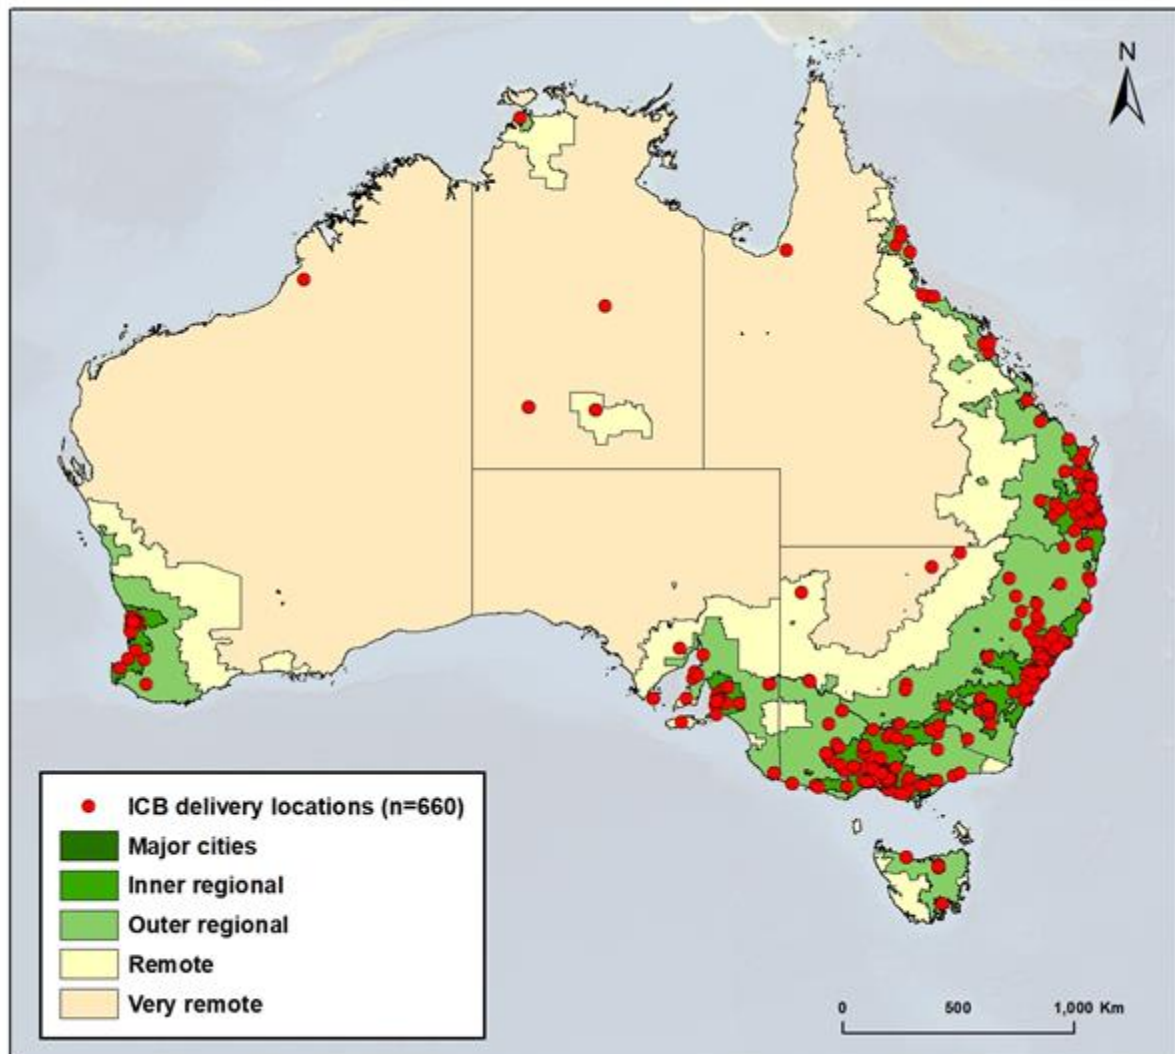 N
ICB delivery locations (n=660)
Major cities
Inner regional
Outer regional
Remote
Very remote
0 500 1,000 Km